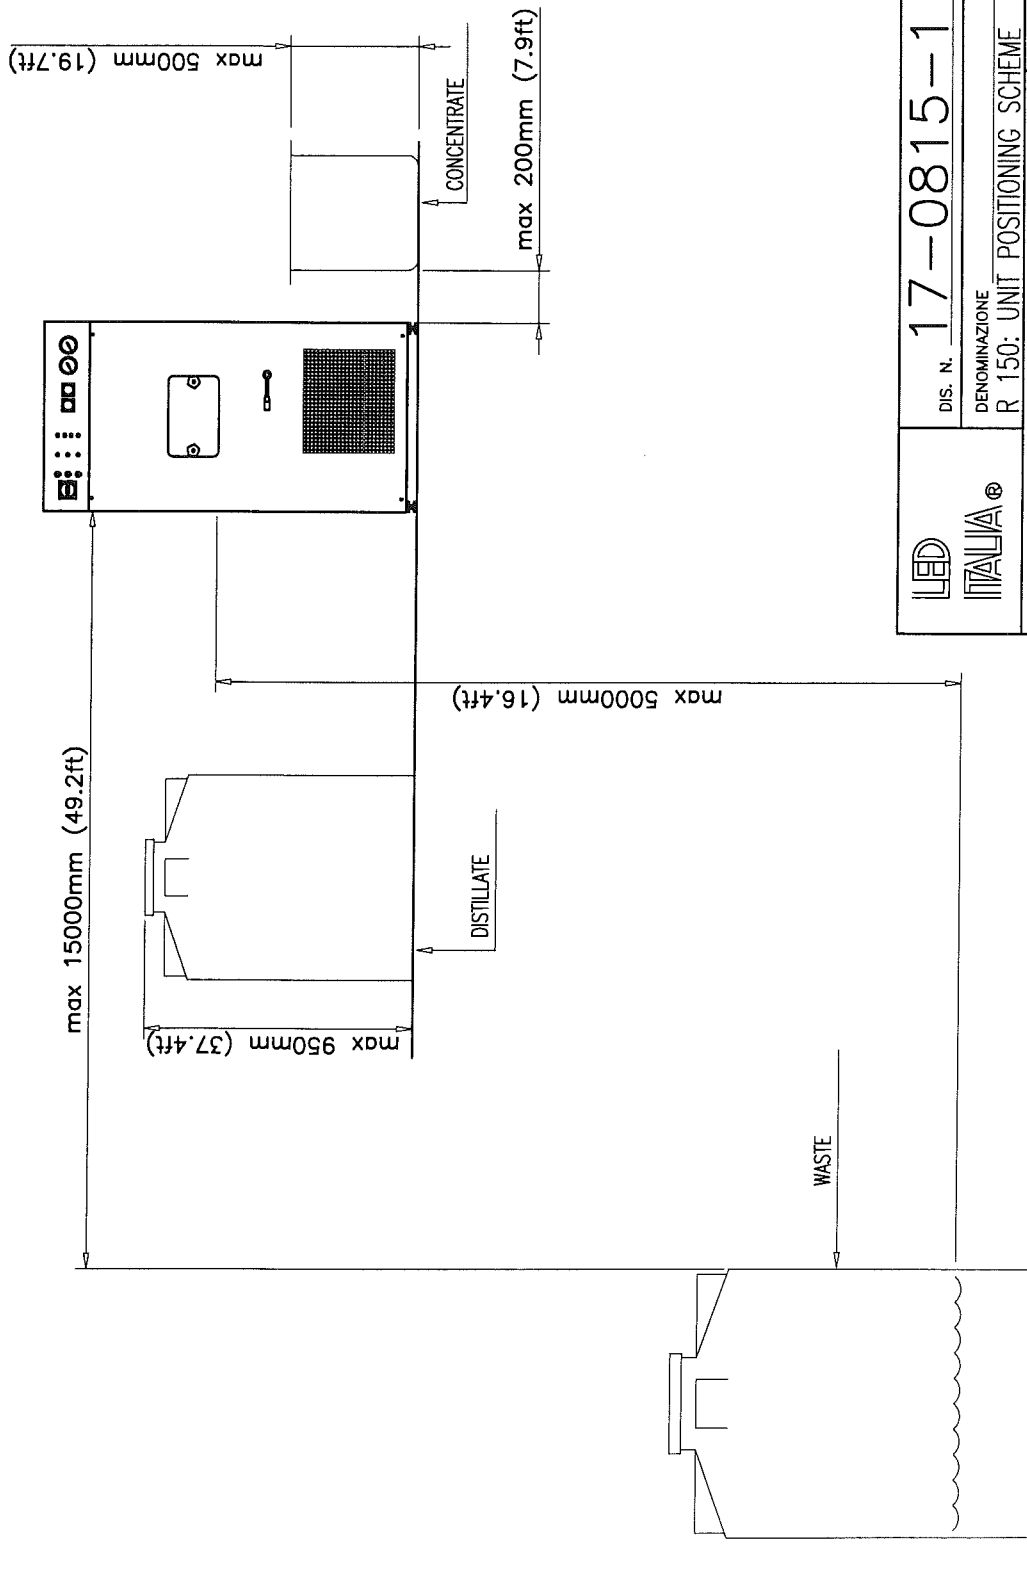 max 500mm (19.7ft)
CONCENTRATE
max 200mm (7.9ft)
max 15000mm (49.2ft)
max 5000mm (16.4ft)
DISTILLATE
max 950mm (37.4ft)
WASTE
LED
ITALIA ®
DIS. N. 17-0815-1
DENOMINAZIONE
R 150: UNIT POSITIONING SCHEME